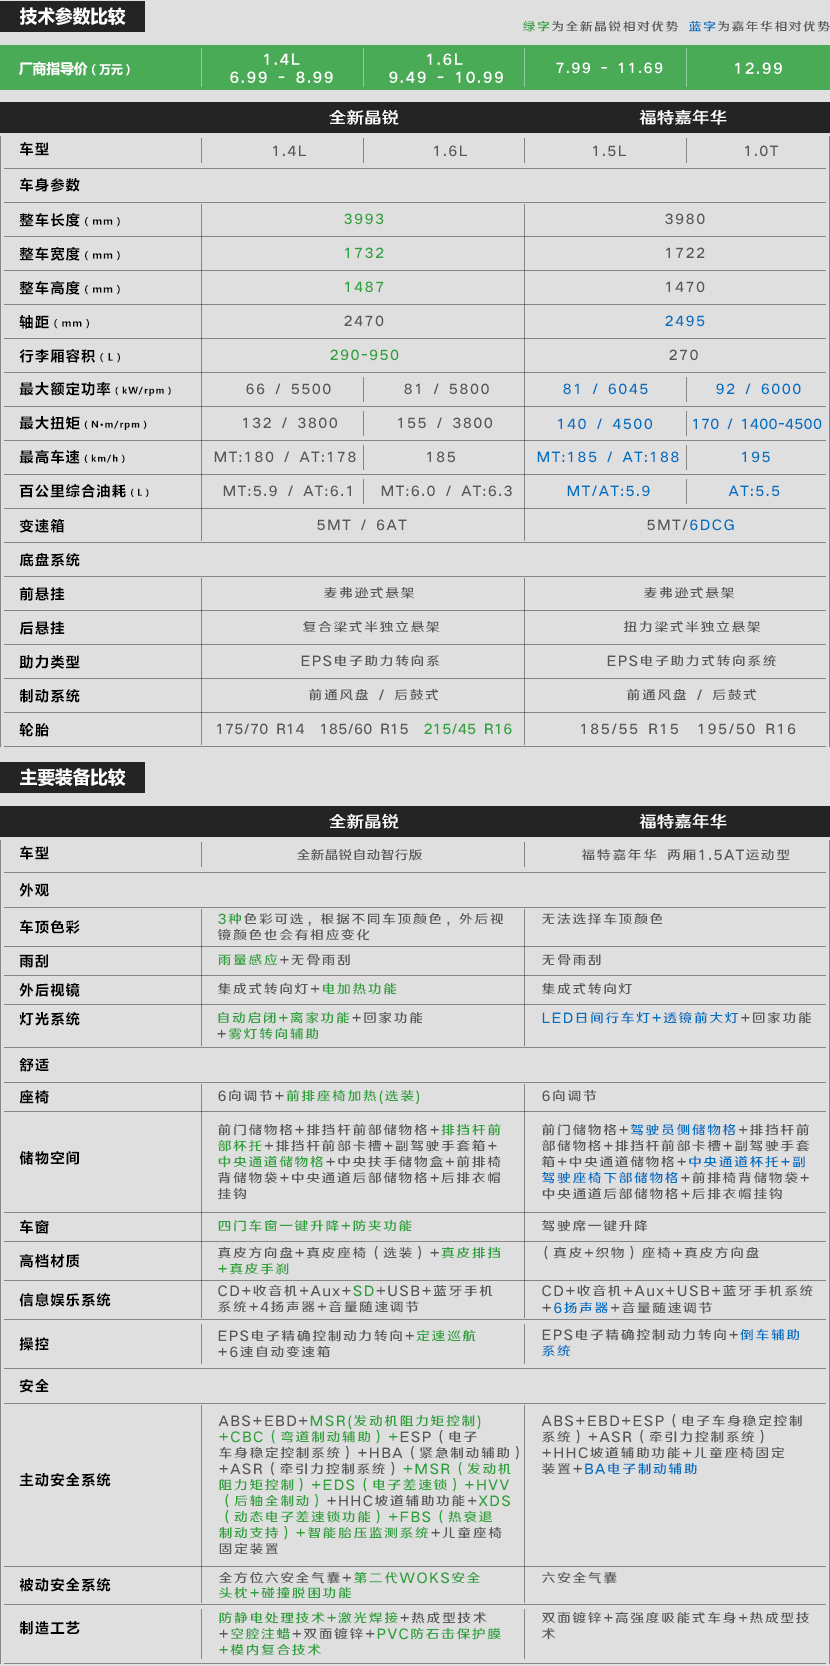 技术参数比较
绿字为全新晶锐相对优势 蓝字为嘉年华相对优势
厂商指导价（万元） 1.4L 6.99 - 8.99 1.6L 9.49 - 10.99 7.99 - 11.69 12.99
全新晶锐 福特嘉年华
车型 1.4L 1.6L 1.5L 1.0T
车身参数
整车长度（mm） 3993 3980
整车宽度（mm） 1732 1722
整车高度（mm） 1487 1470
轴距（mm） 2470 2495
行李厢容积（L） 290-950 270
最大额定功率（kW/rpm） 66 / 5500 81 / 5800 81 / 6045 92 / 6000
最大扭矩（N·m/rpm） 132 / 3800 155 / 3800 140 / 4500 170 / 1400-4500
最高车速（km/h） MT:180 / AT:178 185 MT:185 / AT:188 195
百公里综合油耗（L） MT:5.9 / AT:6.1 MT:6.0 / AT:6.3 MT/AT:5.9 AT:5.5
变速箱 5MT / 6AT 5MT/6DCG
底盘系统
前悬挂 麦弗逊式悬架 麦弗逊式悬架
后悬挂 复合梁式半独立悬架 扭力梁式半独立悬架
助力类型 EPS电子助力转向系 EPS电子助力式转向系统
制动系统 前通风盘 / 后鼓式 前通风盘 / 后鼓式
轮胎 175/70 R14 185/60 R15 215/45 R16 185/55 R15 195/50 R16
主要装备比较
全新晶锐 福特嘉年华
车型 全新晶锐自动智行版 福特嘉年华 两厢1.5AT运动型
外观
车顶色彩
3种色彩可选，根据不同车顶颜色，外后视
镜颜色也会有相应变化
无法选择车顶颜色
雨刮 雨量感应+无骨雨刮 无骨雨刮
外后视镜 集成式转向灯+电加热功能 集成式转向灯
灯光系统
自动启闭+离家功能+回家功能
+雾灯转向辅助
LED日间行车灯+透镜前大灯+回家功能
舒适
座椅 6向调节+前排座椅加热(选装) 6向调节
储物空间
前门储物格+排挡杆前部储物格+排挡杆前
部杯托+排挡杆前部卡槽+副驾驶手套箱+
中央通道储物格+中央扶手储物盒+前排椅
背储物袋+中央通道后部储物格+后排衣帽
挂钩
前门储物格+驾驶员侧储物格+排挡杆前
部储物格+排挡杆前部卡槽+副驾驶手套
箱+中央通道储物格+中央通道杯托+副
驾驶座椅下部储物格+前排椅背储物袋+
中央通道后部储物格+后排衣帽挂钩
车窗 四门车窗一键升降+防夹功能 驾驶席一键升降
高档材质
真皮方向盘+真皮座椅（选装）+真皮排挡
+真皮手刹
（真皮+织物）座椅+真皮方向盘
信息娱乐系统
CD+收音机+Aux+SD+USB+蓝牙手机
系统+4扬声器+音量随速调节
CD+收音机+Aux+USB+蓝牙手机系统
+6扬声器+音量随速调节
操控
EPS电子精确控制动力转向+定速巡航
+6速自动变速箱
EPS电子精确控制动力转向+倒车辅助
系统
安全
主动安全系统
ABS+EBD+MSR(发动机阻力矩控制)
+CBC（弯道制动辅助）+ESP（电子
车身稳定控制系统）+HBA（紧急制动辅助）
+ASR（牵引力控制系统）+MSR（发动机
阻力矩控制）+EDS（电子差速锁）+HVV
（后轴全制动）+HHC坡道辅助功能+XDS
（动态电子差速锁功能）+FBS（热衰退
制动支持）+智能胎压监测系统+儿童座椅
固定装置
ABS+EBD+ESP（电子车身稳定控制
系统）+ASR（牵引力控制系统）
+HHC坡道辅助功能+儿童座椅固定
装置+BA电子制动辅助
被动安全系统
全方位六安全气囊+第二代WOKS安全
头枕+碰撞脱困功能
六安全气囊
制造工艺
防静电处理技术+激光焊接+热成型技术
+空腔注蜡+双面镀锌+PVC防石击保护膜
+模内复合技术
双面镀锌+高强度吸能式车身+热成型技
术